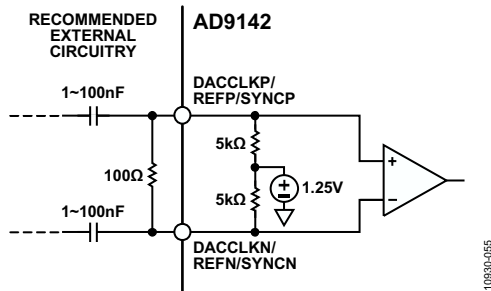 RECOMMENDED
EXTERNAL
CIRCUITRY
AD9142
1~100nF
DACCLKP/
REFP/SYNCP
5kΩ
100Ω
+
1.25V
5kΩ
+
–
1~100nF
DACCLKN/
REFN/SYNCN
10930-055